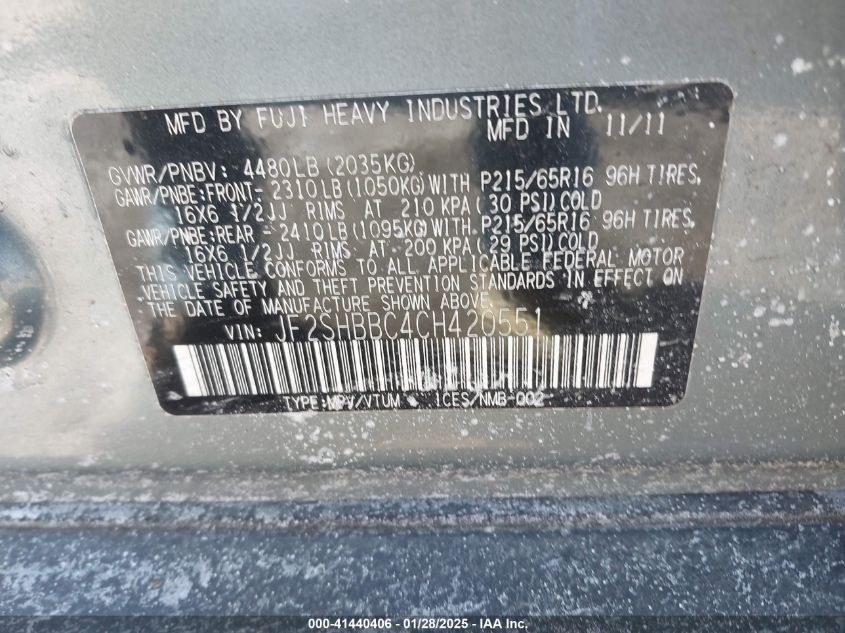 MFD BY FUJI HEAVY INDUSTRIES LTD.
MFD IN 11/11
GVWR/PNBV: 4480LB(2035KG)
GAWR/PNBE:FRONT- 2310LB(1050KG)WITH P215/65R16 96H TIRES,
16X6 1/2JJ RIMS AT 210 KPA( 30 PSI)COLD
GAWR/PNBE:REAR - 2410LB(1095KG)WITH P215/65R16 96H TIRES,
16X6 1/2JJ RIMS AT 200 KPA(29 PSI)COLD
THIS VEHICLE CONFORMS TO ALL APPLICABLE FEDERAL MOTOR
VEHICLE SAFETY AND THEFT PREVENTION STANDARDS IN EFFECT ON
THE DATE OF MANUFACTURE SHOWN ABOVE.
VIN: JF2SHBBC4CH420551
TYPE:MPV/VTUM ICES/NMB-002
000-41440406 - 01/28/2025 - IAA Inc.